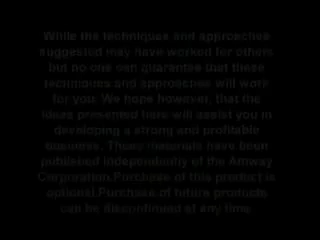 While the techniques and approaches
suggested may have worked for others
but no one can guarantee that these
techniques and approaches will work
for you. We hope however, that the
ideas presented here will assist you in
developing a strong and profitable
business. These materials have been
published independently of the Amway
Corporation.Purchase of this product is
optional.Purchase of future products
can be discontinued at any time.